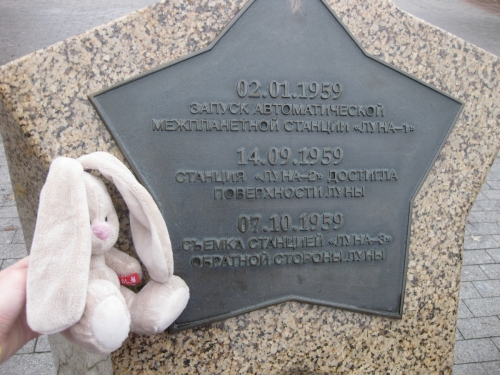 02.01.1959
ЗАПУСК АВТОМАТИЧЕСКОЙ
МЕЖПЛАНЕТНОЙ СТАНЦИИ «ЛУНА-1»
14.09.1959
СТАНЦИЯ «ЛУНА-2» ДОСТИГЛА
ПОВЕРХНОСТИ ЛУНЫ
07.10.1959
СЪЕМКА СТАНЦИЕЙ «ЛУНА-3»
ОБРАТНОЙ СТОРОНЫ ЛУНЫ